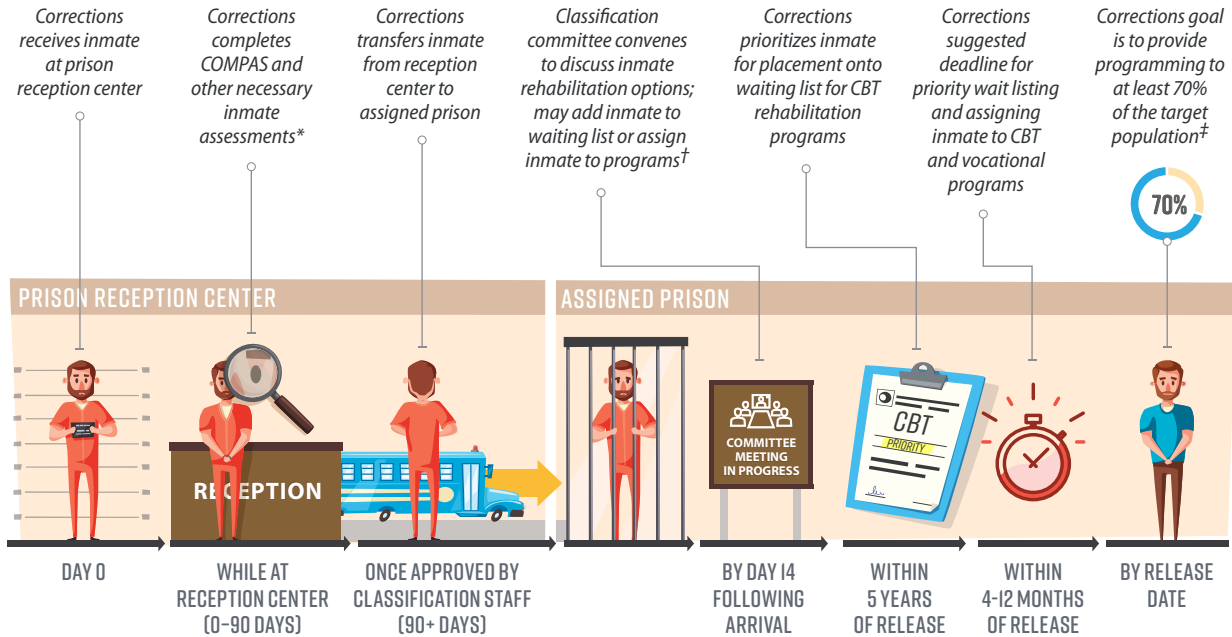 Corrections
receives inmate
at prison
reception center
Corrections
completes
COMPAS and
other necessary
inmate
assessments*
Corrections
transfers inmate
from reception
center to
assigned prison
Classification
committee convenes
to discuss inmate
rehabilitation options;
may add inmate to
waiting list or assign
inmate to programs†
Corrections
prioritizes inmate
for placement onto
waiting list for CBT
rehabilitation
programs
Corrections
suggested
deadline for
priority wait listing
and assigning
inmate to CBT
and vocational
programs
Corrections goal
is to provide
programming to
at least 70%
of the target
population‡
70%
PRISON RECEPTION CENTER
ASSIGNED PRISON
RECEPTION
COMMITTEE
MEETING
IN PROGRESS
CBT
PRIORITY
DAY 0
WHILE AT
RECEPTION CENTER
(0–90 DAYS)
ONCE APPROVED BY
CLASSIFICATION STAFF
(90+ DAYS)
BY DAY 14
FOLLOWING
ARRIVAL
WITHIN
5 YEARS
OF RELEASE
WITHIN
4-12 MONTHS
OF RELEASE
BY RELEASE
DATE